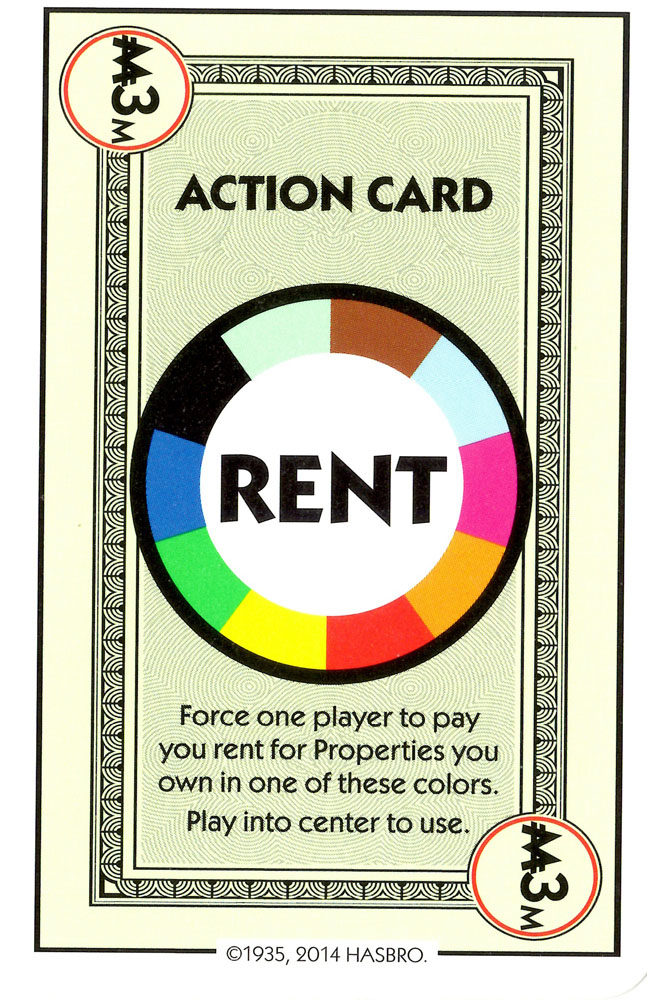 ₩3M
ACTION CARD
RENT
Force one player to pay
you rent for Properties you
own in one of these colors.
Play into center to use.
₩3M
©1935, 2014 HASBRO.